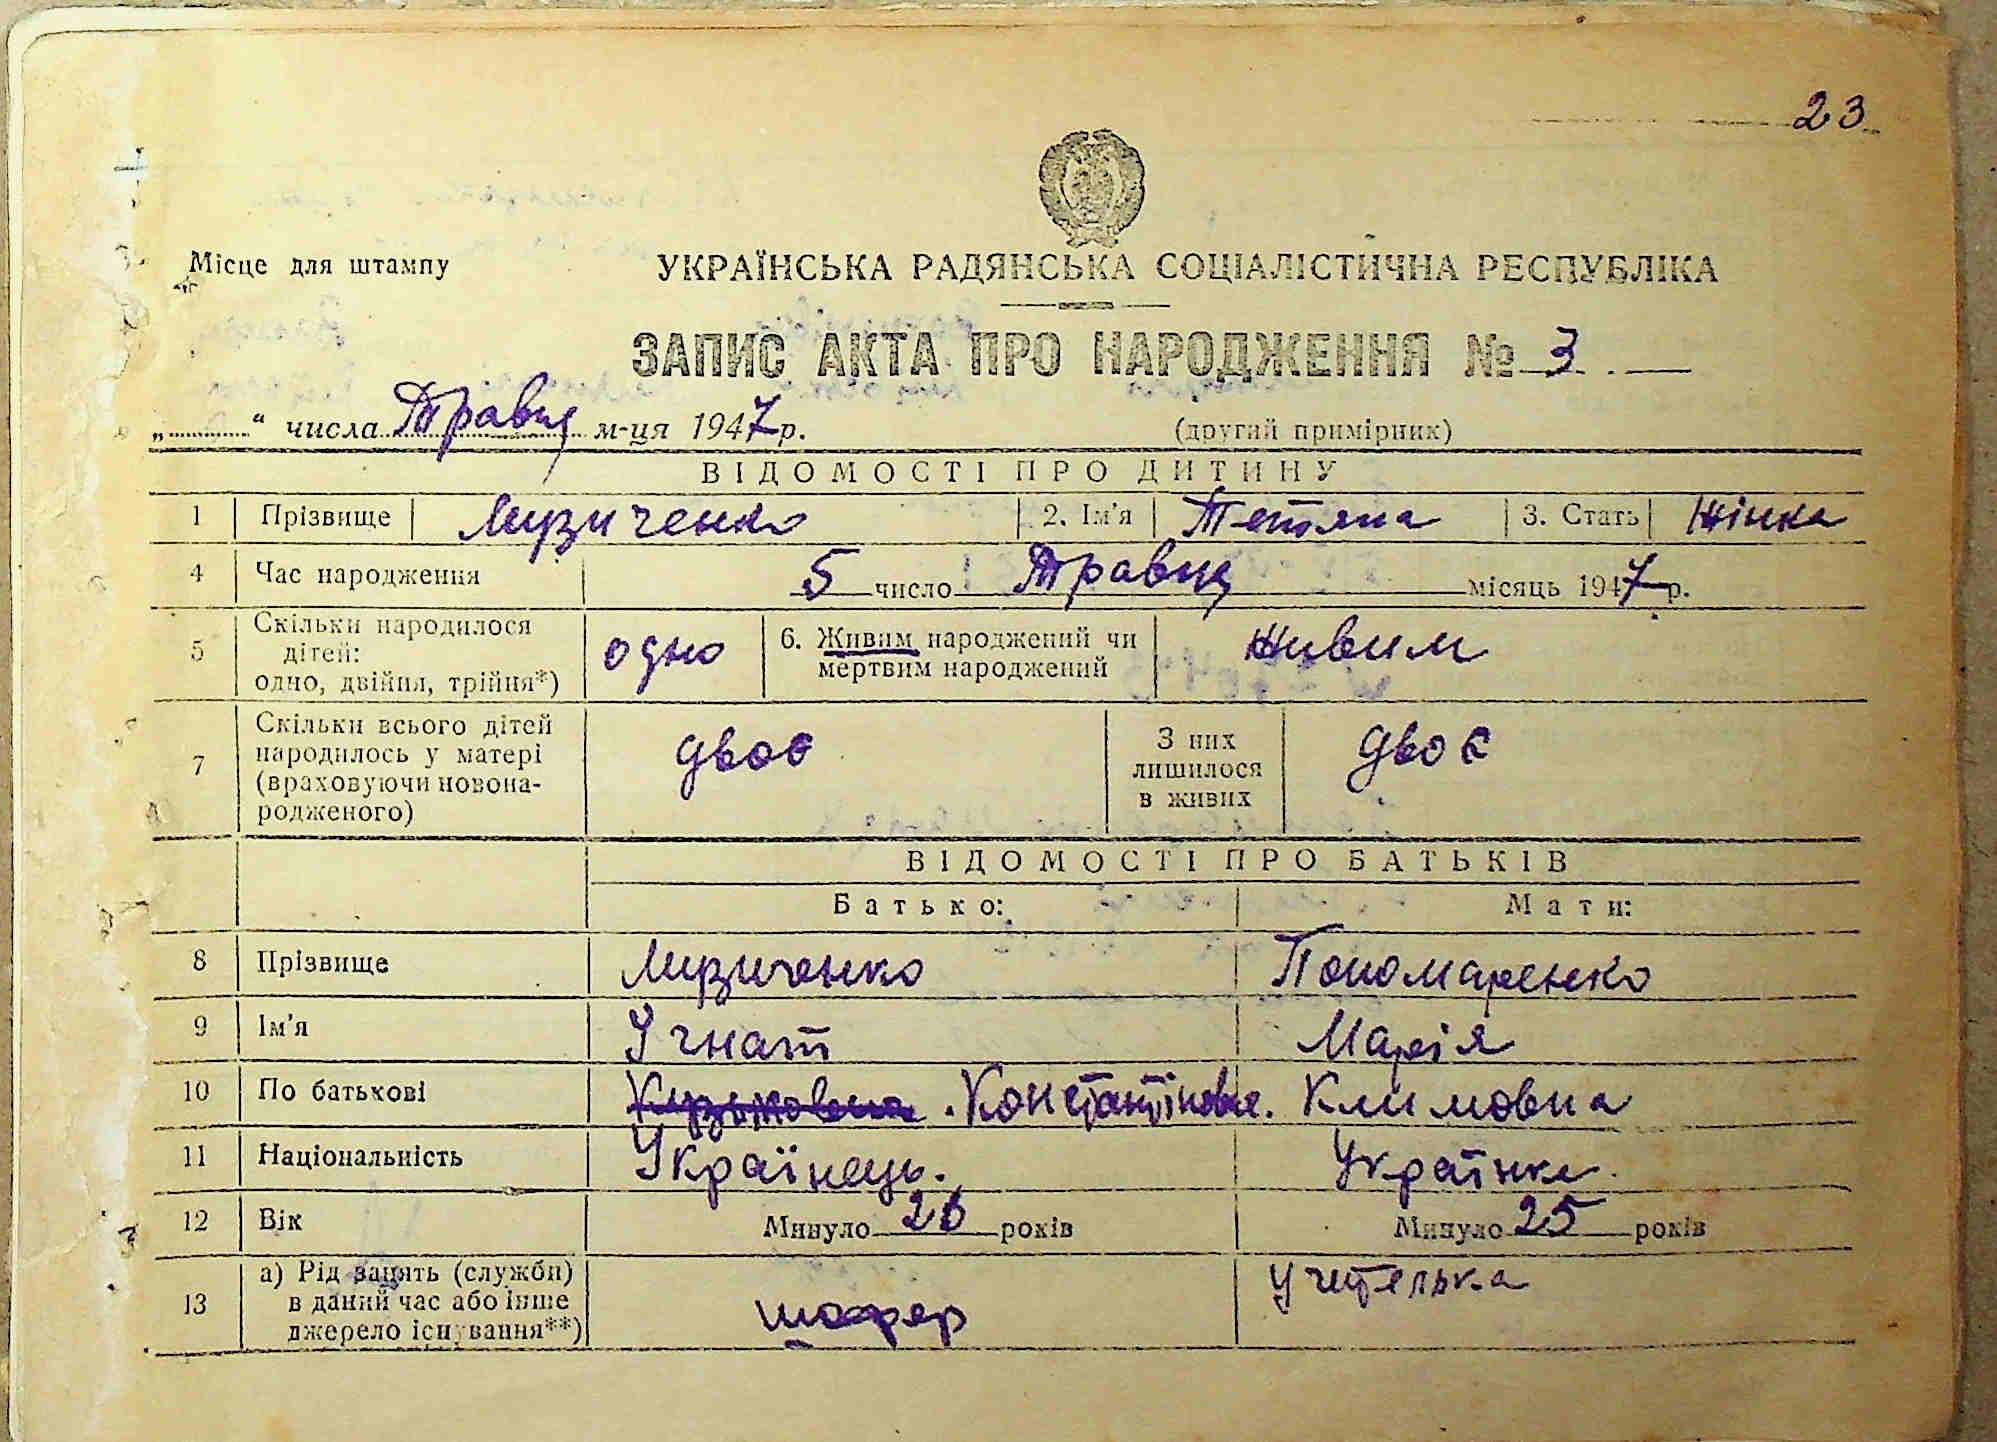 23
Місце для штампу
УКРАЇНСЬКА РАДЯНСЬКА СОЦІАЛІСТИЧНА РЕСПУБЛІКА
ЗАПИС АКТА ПРО НАРОДЖЕННЯ № 3
„ “ числа Травня м-ця 1947 р. (другий примірник)
ВІДОМОСТІ ПРО ДИТИНУ
1 Прізвище Музиченко 2. Ім'я Тетяна 3. Стать Жінка
4 Час народження 5 число Травня місяць 1947 р.
5 Скільки народилося
дітей:
одно, двійня, трійня*) одно 6. Живим народжений чи
мертвим народжений Живим
7 Скільки всього дітей
народилось у матері
(враховуючи новона-
родженого) двоє З них
лишилося
в живих двоє
ВІДОМОСТІ ПРО БАТЬКІВ
Батько: Мати:
8 Прізвище Музиченко Пономаренко
9 Ім'я Ігнат Марія
10 По батькові Климовна
11 Національність Українець. Українка.
12 Вік Минуло 26 років Минуло 25 років
13 а) Рід занять (служби)
в даний час або інше
джерело існування**) шофер Учителька